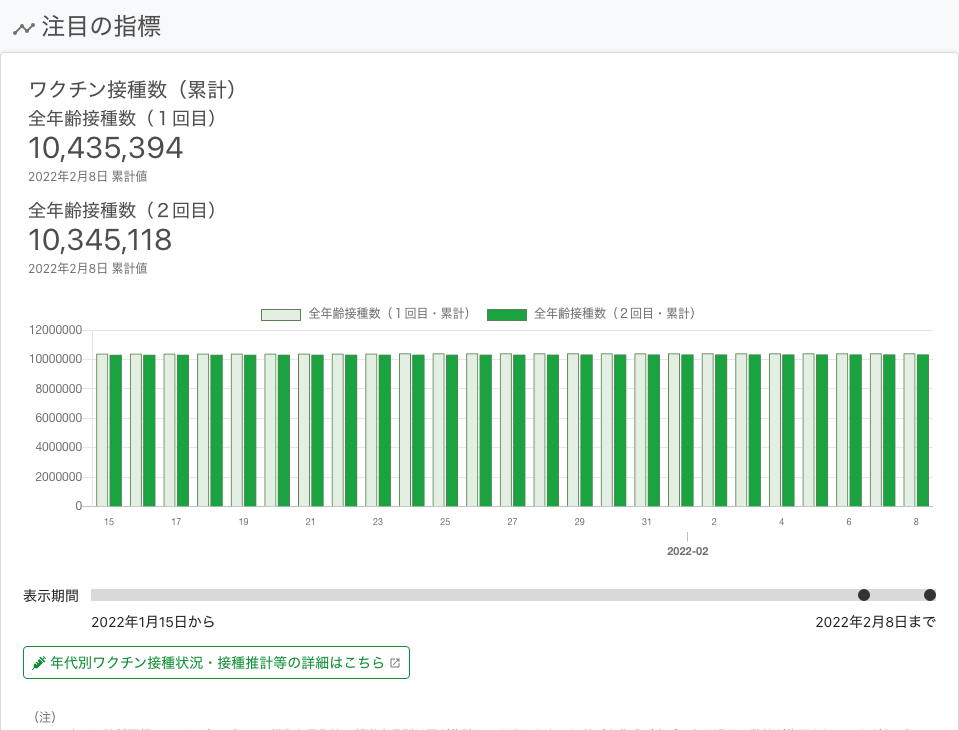 注目の指標
ワクチン接種数（累計）
全年齢接種数（１回目）
10,435,394
2022年2月8日 累計値
全年齢接種数（２回目）
10,345,118
2022年2月8日 累計値
全年齢接種数（１回目・累計） 全年齢接種数（２回目・累計）
12000000
10000000
8000000
6000000
4000000
2000000
0
15 17 19 21 23 25 27 29 31 2 4 6 8
2022-02
表示期間
2022年1月15日から 2022年2月8日まで
年代別ワクチン接種状況・接種推計等の詳細はこちら
（注）